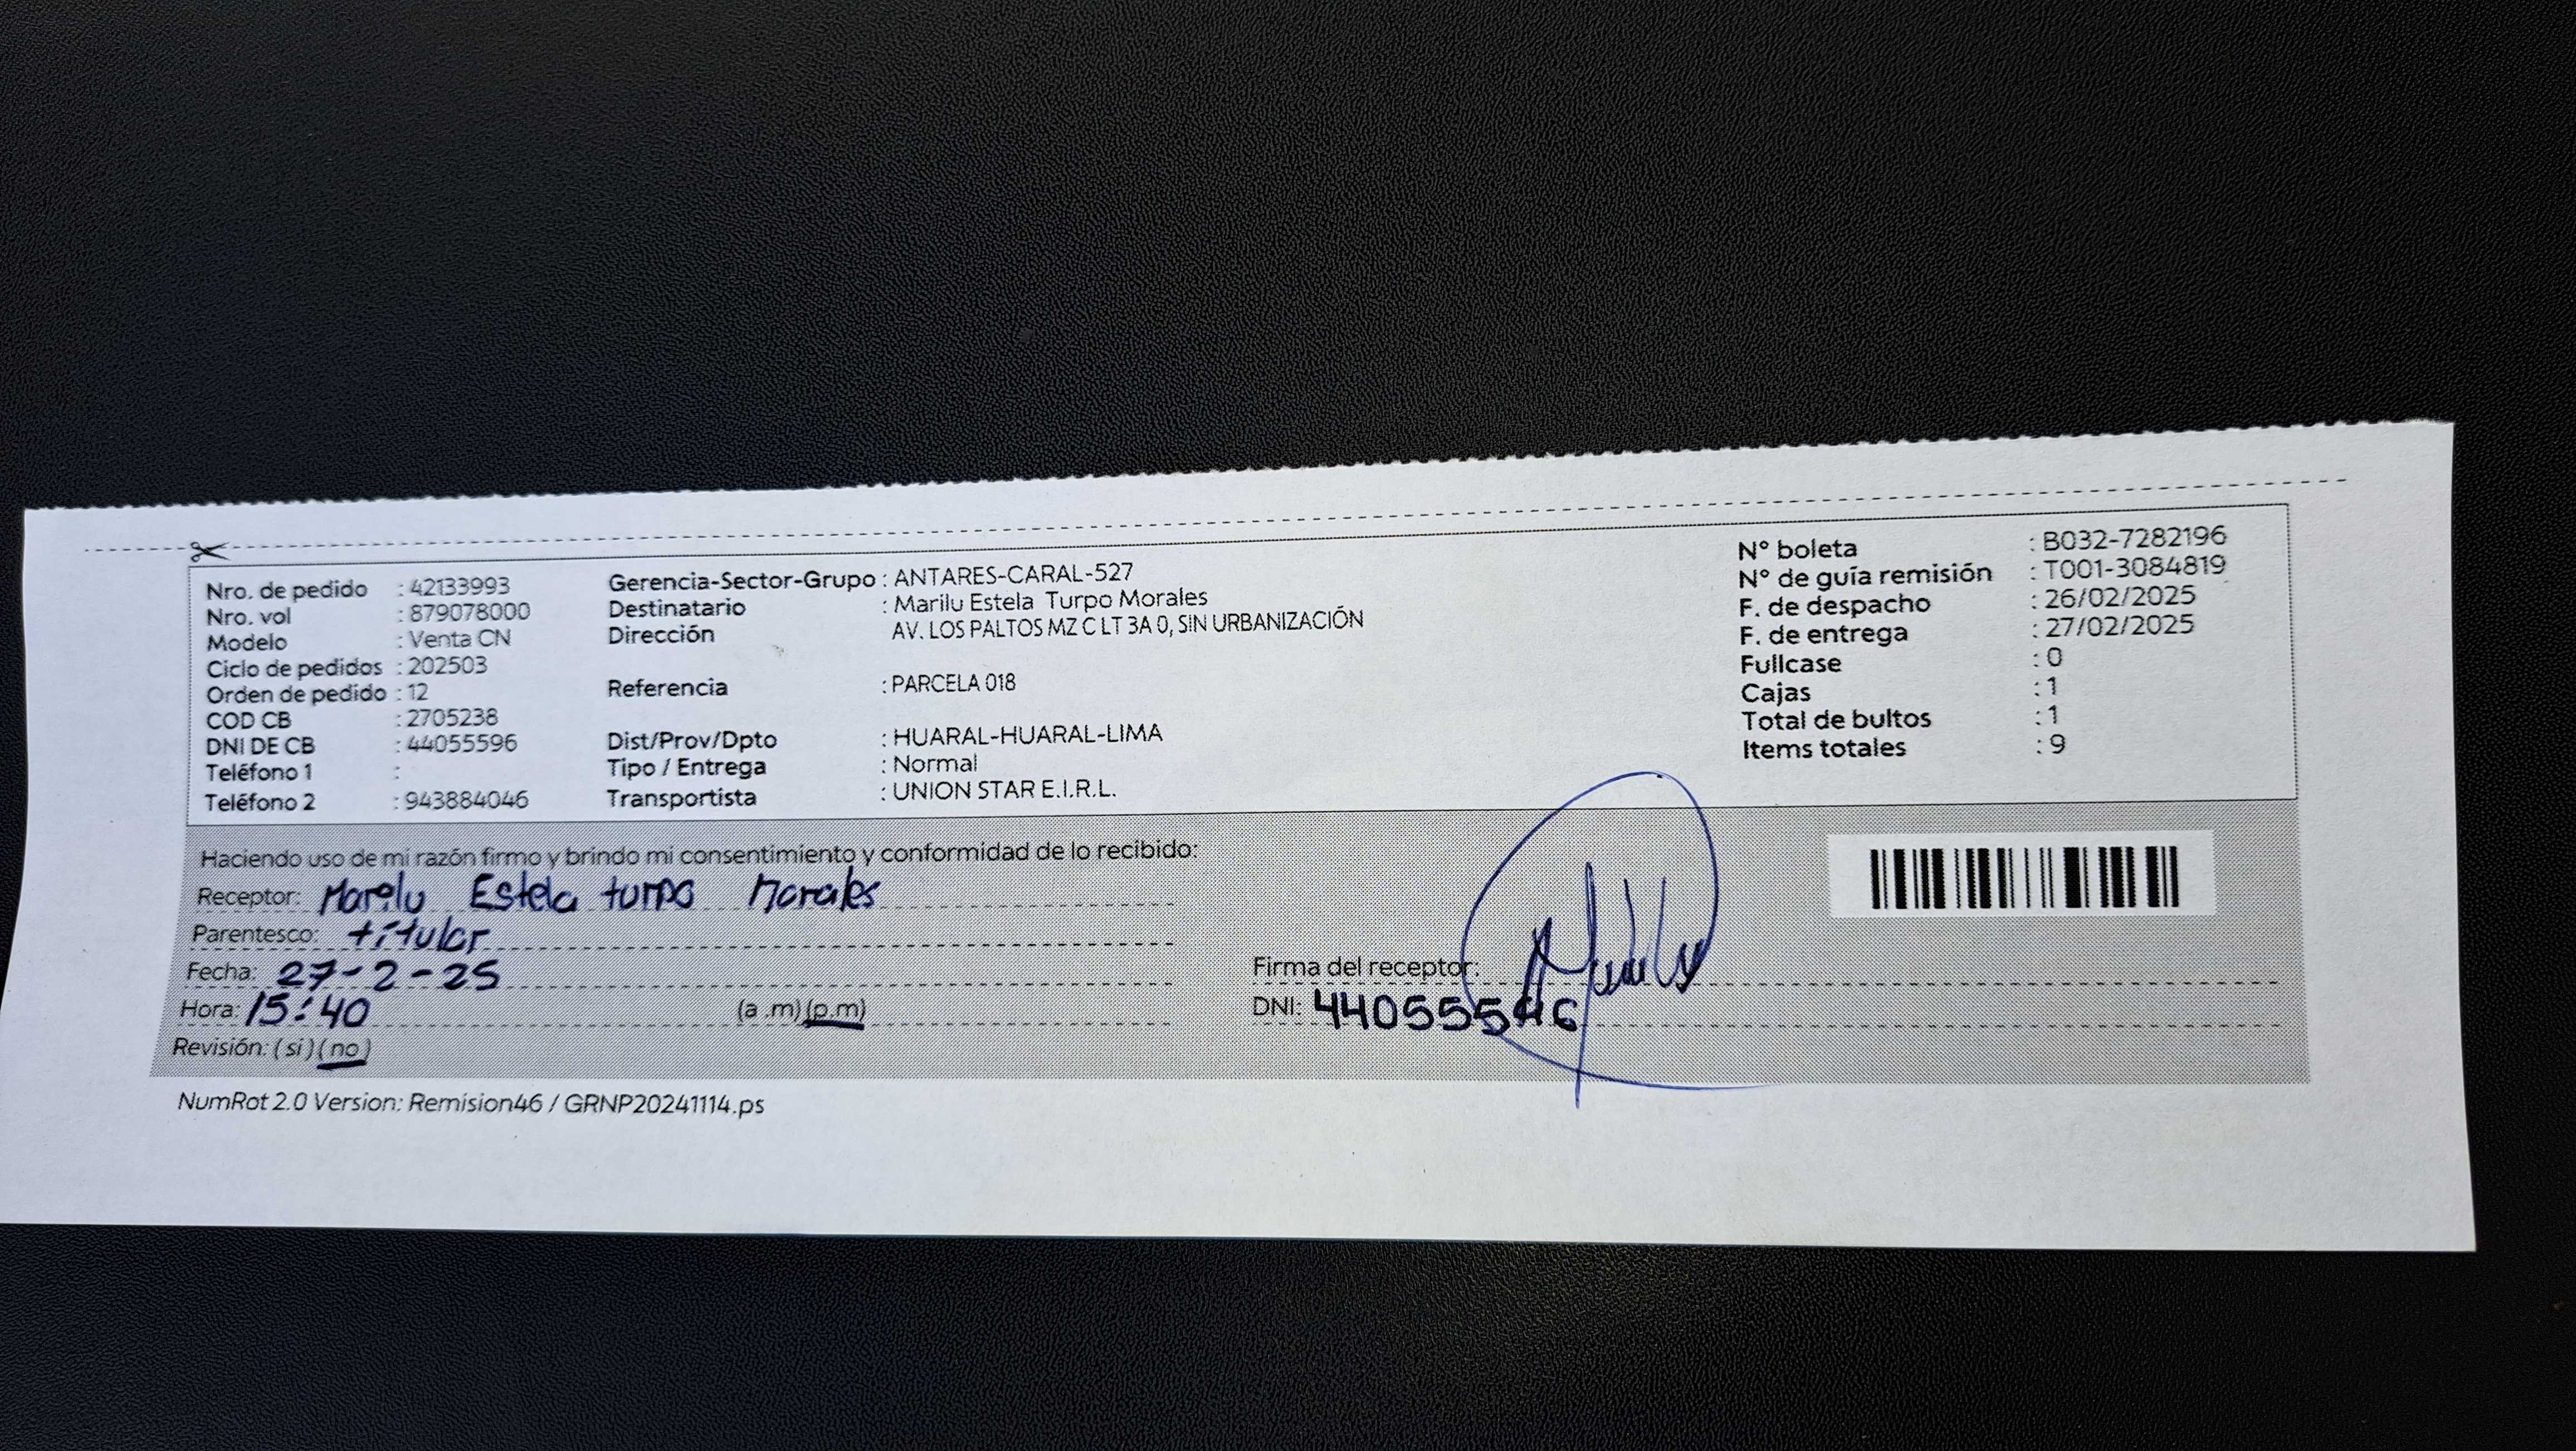 Nro. de pedido : 42133993
Nro. vol : 879078000
Modelo : Venta CN
Ciclo de pedidos : 202503
Orden de pedido : 12
COD CB : 2705238
DNI DE CB : 44055596
Teléfono 1 :
Teléfono 2 : 943884046
Gerencia-Sector-Grupo : ANTARES-CARAL-527
Destinatario : Marilu Estela Turpo Morales
Dirección AV. LOS PALTOS MZ C LT 3A 0, SIN URBANIZACIÓN
Referencia : PARCELA 018
Dist/Prov/Dpto : HUARAL-HUARAL-LIMA
Tipo / Entrega : Normal
Transportista : UNION STAR E.I.R.L.
N° boleta : B032-7282196
N° de guía remisión : T001-3084819
F. de despacho : 26/02/2025
F. de entrega : 27/02/2025
Fullcase : 0
Cajas : 1
Total de bultos : 1
Items totales : 9
Haciendo uso de mi razón firmo y brindo mi consentimiento y conformidad de lo recibido:
Receptor: Marilu Estela turpo Morales
Parentesco: titular
Fecha: 27-2-25
Hora: 15:40 (a .m) (p.m)
Revisión: (si) (no)
Firma del receptor:
DNI:
NumRot 2.0 Version: Remision46 / GRNP20241114.ps